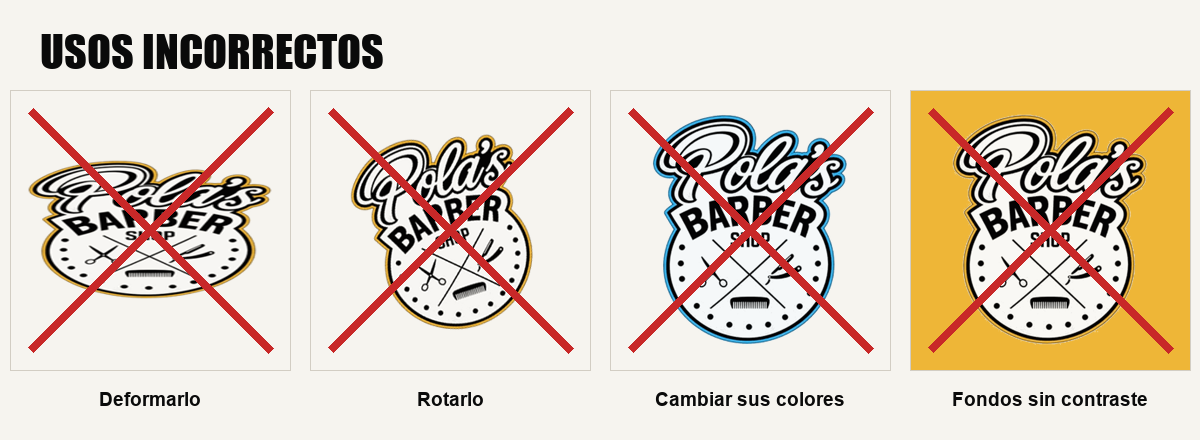 USOS INCORRECTOS
Pola's
BARBER
SHOP
Pola's
BARBER
SHOP
Pola's
BARBER
SHOP
Pola's
BARBER
SHOP
Deformarlo
Rotarlo
Cambiar sus colores
Fondos sin contraste